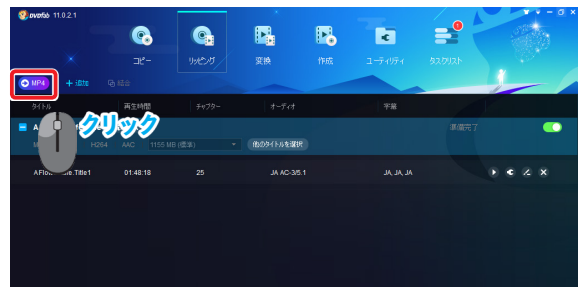 DVDFab 11.0.2.1
コピー リッピング 変換 作成 ユーティリティ タスクリスト
MP4 + 追加 結合
タイトル 再生時間 チャプター オーディオ 字幕
A 準備完了
クリック
H264 AAC 1155 MB (標準) 他のタイトルを選択
AFlow e.Title1 01:48:18 25 JA AC-3/5.1 JA, JA, JA